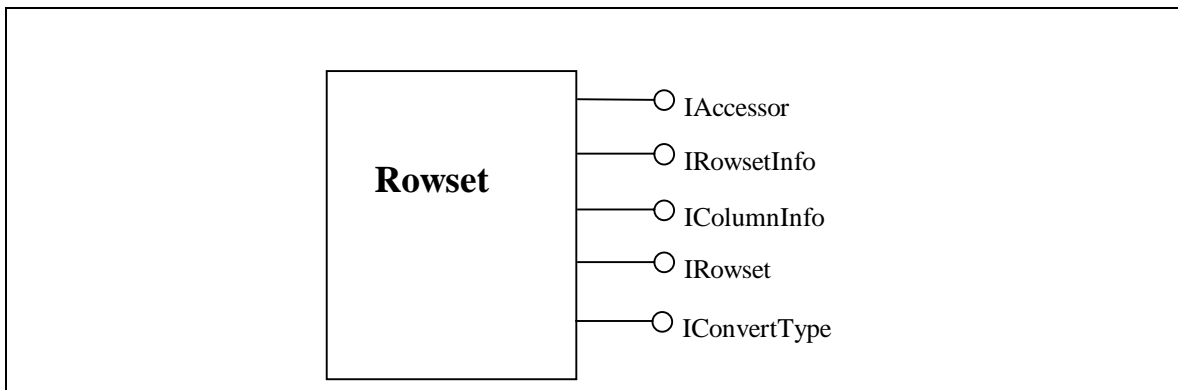 IAccessor
IRowsetInfo
Rowset
IColumnInfo
IRowset
IConvertType